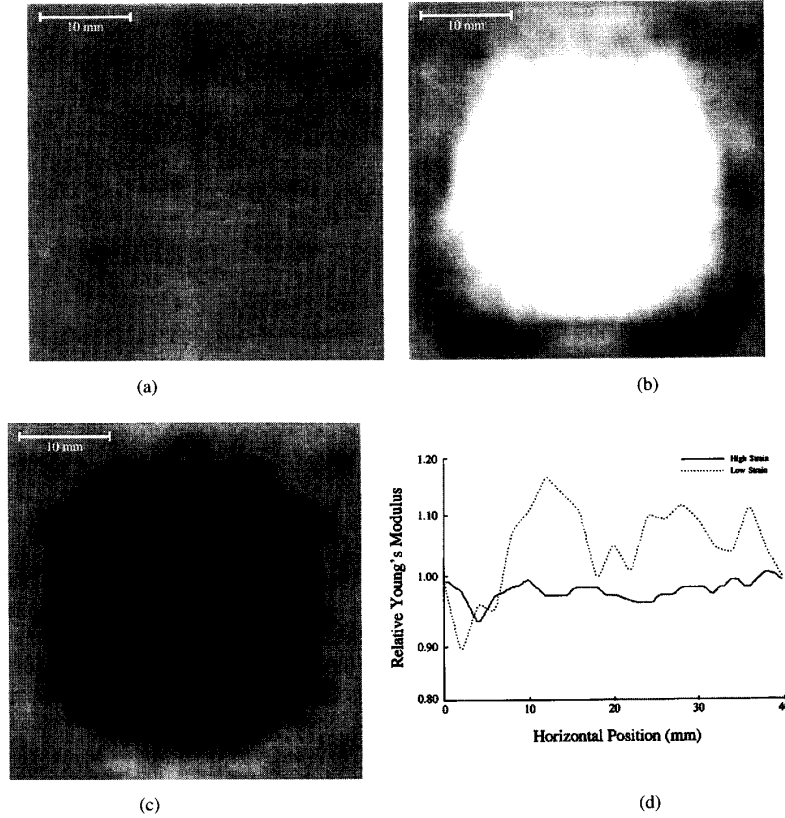 10 mm
10 mm
(a)
(b)
10 mm
(c)
High Strain
Low Strain
1.20
1.10
1.00
0.90
0.80
Relative Young's Modulus
0
10
20
30
40
Horizontal Position (mm)
(d)